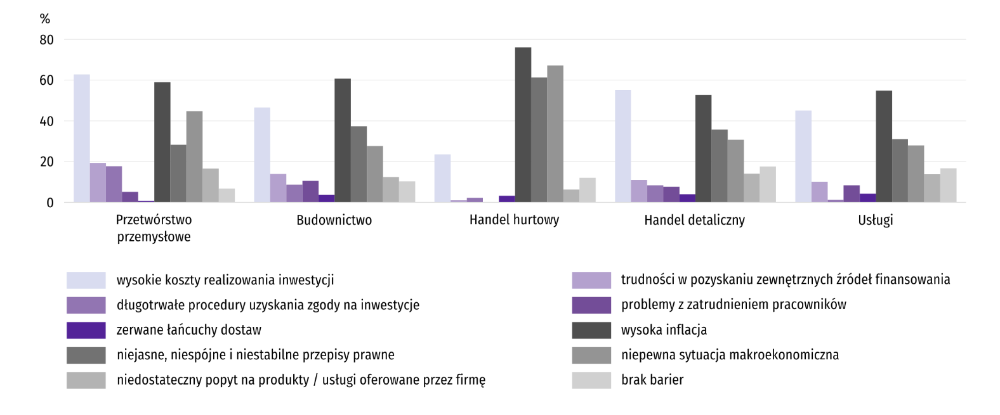 %
80
60
40
20
0
Przetwórstwo
przemysłowe
Budownictwo
Handel hurtowy
Handel detaliczny
Usługi
wysokie koszty realizowania inwestycji
trudności w pozyskaniu zewnętrznych źródeł finansowania
długotrwałe procedury uzyskania zgody na inwestycje
problemy z zatrudnieniem pracowników
zerwane łańcuchy dostaw
wysoka inflacja
niejasne, niespójne i niestabilne przepisy prawne
niepewna sytuacja makroekonomiczna
niedostateczny popyt na produkty / usługi oferowane przez firmę
brak barier